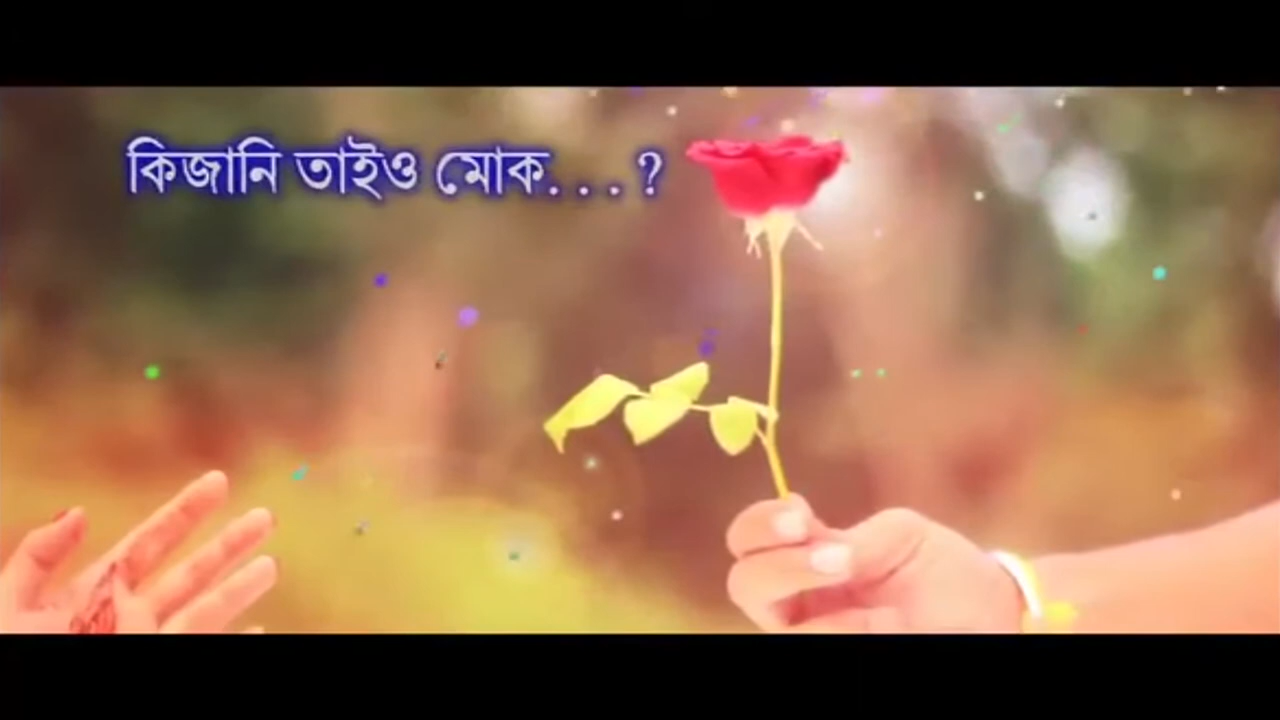 কিজানি তাইও মোক. . . ?